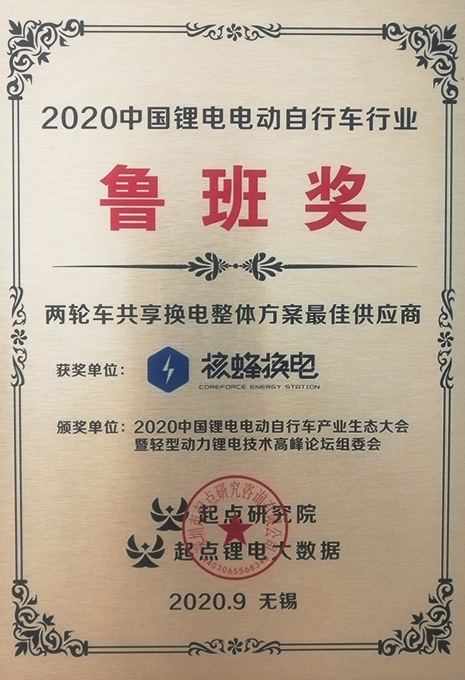 2020中国锂电电动自行车行业
鲁班奖
两轮车共享换电整体方案最佳供应商
获奖单位：
核蜂换电
COREFORCE ENERGY STATION
颁奖单位：2020中国锂电电动自行车产业生态大会
暨轻型动力锂电技术高峰论坛组委会
起点研究院
起点锂电大数据
2020.9 无锡